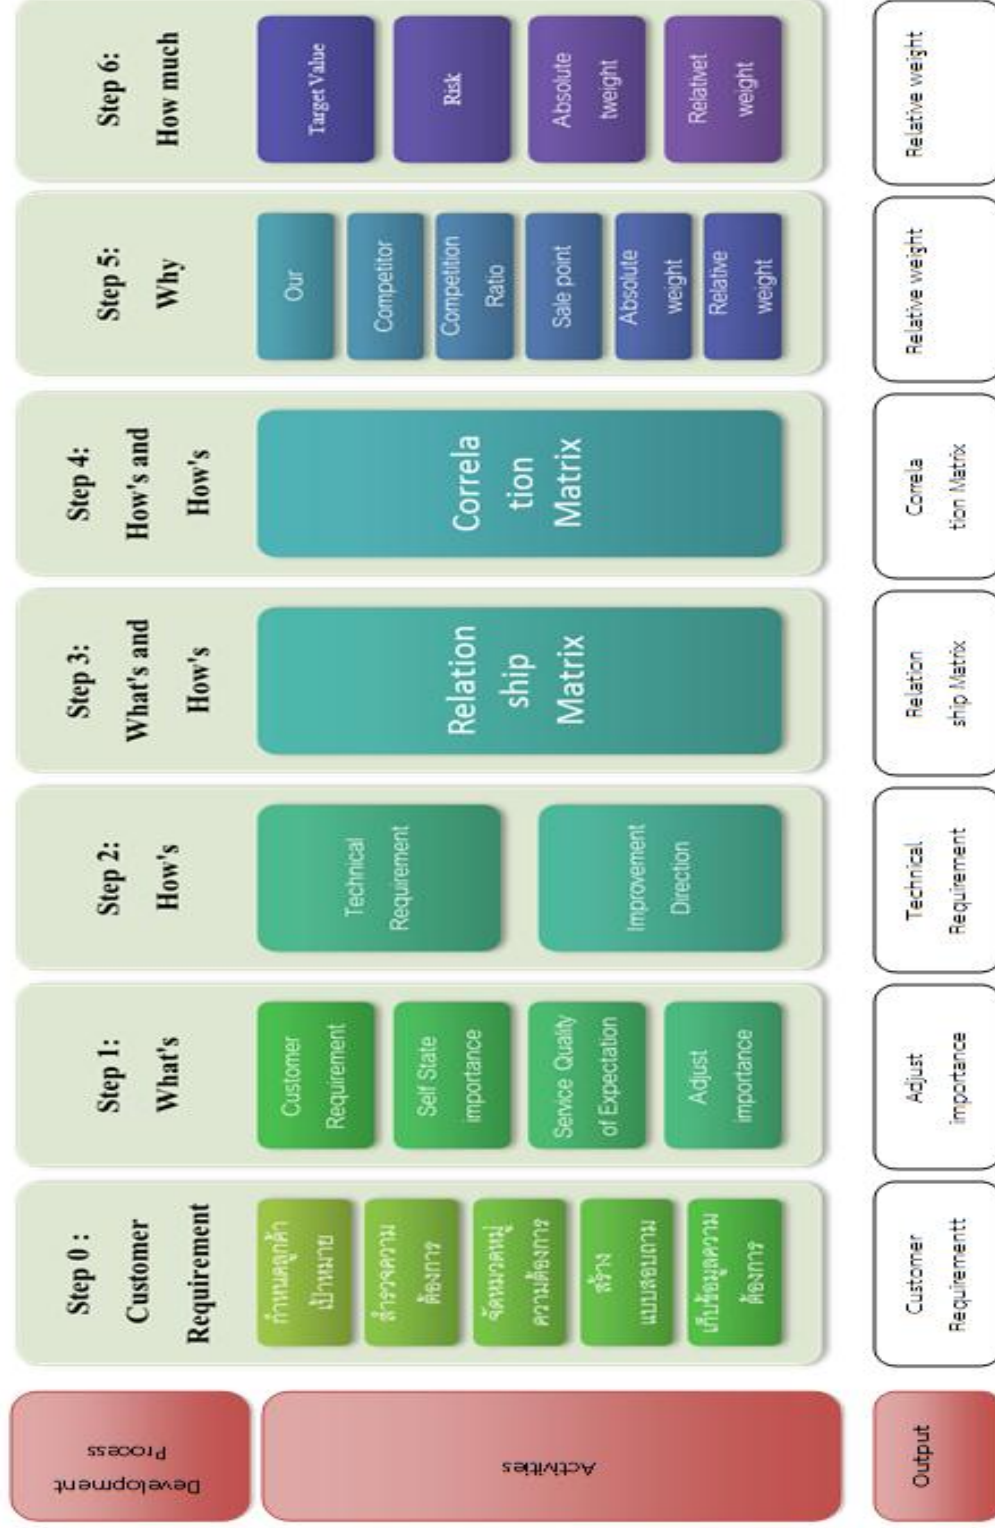 Development
Process
Activities
Output
Step 0 :
Customer
Requirement
กำหนดลูกค้า
เป้าหมาย
สำรวจความ
ต้องการ
จัดหมวดหมู่
ความต้องการ
สร้าง
แบบสอบถาม
เก็บข้อมูลความ
ต้องการ
Customer
Requirementt
Step 1:
What's
Customer
Requirement
Self State
importance
Service Quality
of Expectation
Adjust
importance
Adjust
importance
Step 2:
How's
Technical
Requirement
Improvement
Direction
Technical
Requirement
Step 3:
What's and
How's
Relation
ship
Matrix
Relation
ship Matrix
Step 4:
How's and
How's
Correla
tion
Matrix
Correla
tion Matrix
Step 5:
Why
Our
Competitor
Competition
Ratio
Sale point
Absolute
weight
Relative
weight
Relative weight
Step 6:
How much
Target Value
Risk
Absolute
tweight
Relativet
weight
Relative weight